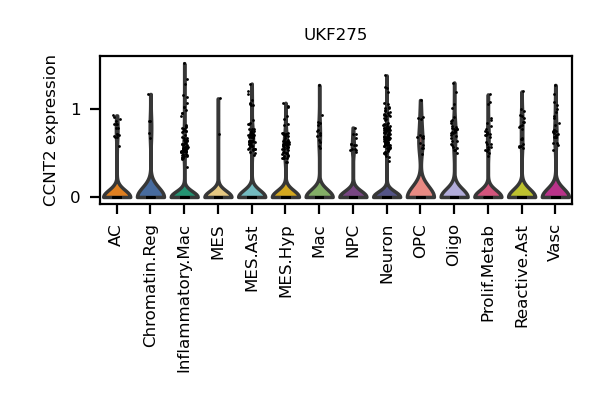 UKF275
CCNT2 expression
1
0
AC
Chromatin.Reg
Inflammatory.Mac
MES
MES.Ast
MES.Hyp
Mac
NPC
Neuron
OPC
Oligo
Prolif.Metab
Reactive.Ast
Vasc